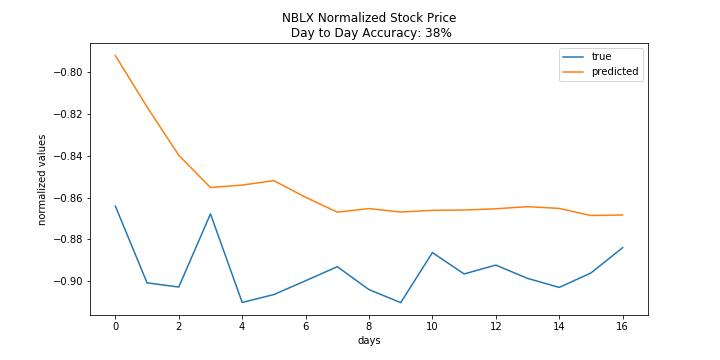 NBLX Normalized Stock Price
Day to Day Accuracy: 38%
true
predicted
normalized values
−0.80
−0.82
−0.84
−0.86
−0.88
−0.90
0 2 4 6 8 10 12 14 16
days